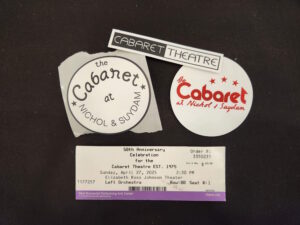 CABARET THEATRE
the
Cabaret
at
NICHOL & SUYDAM
the
Cabaret
at Nichol & Suydam
50th Anniversary
Celebration
for the
Cabaret Theatre EST. 1975
Sunday, April 27, 2025 2:30 PM
Elizabeth Ross Johnson Theater
Left Orchestra
Order #:
Seat